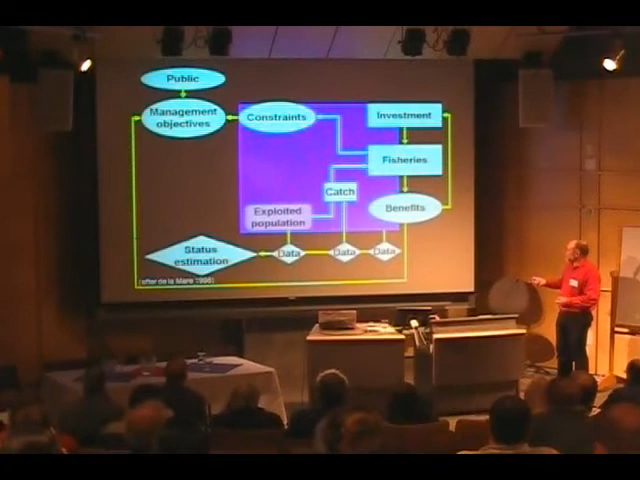 Public
Management
objectives
Constraints
Investment
Fisheries
Catch
Benefits
Exploited
population
Status
estimation
Data
Data
Data
(after de la Mare 1998)